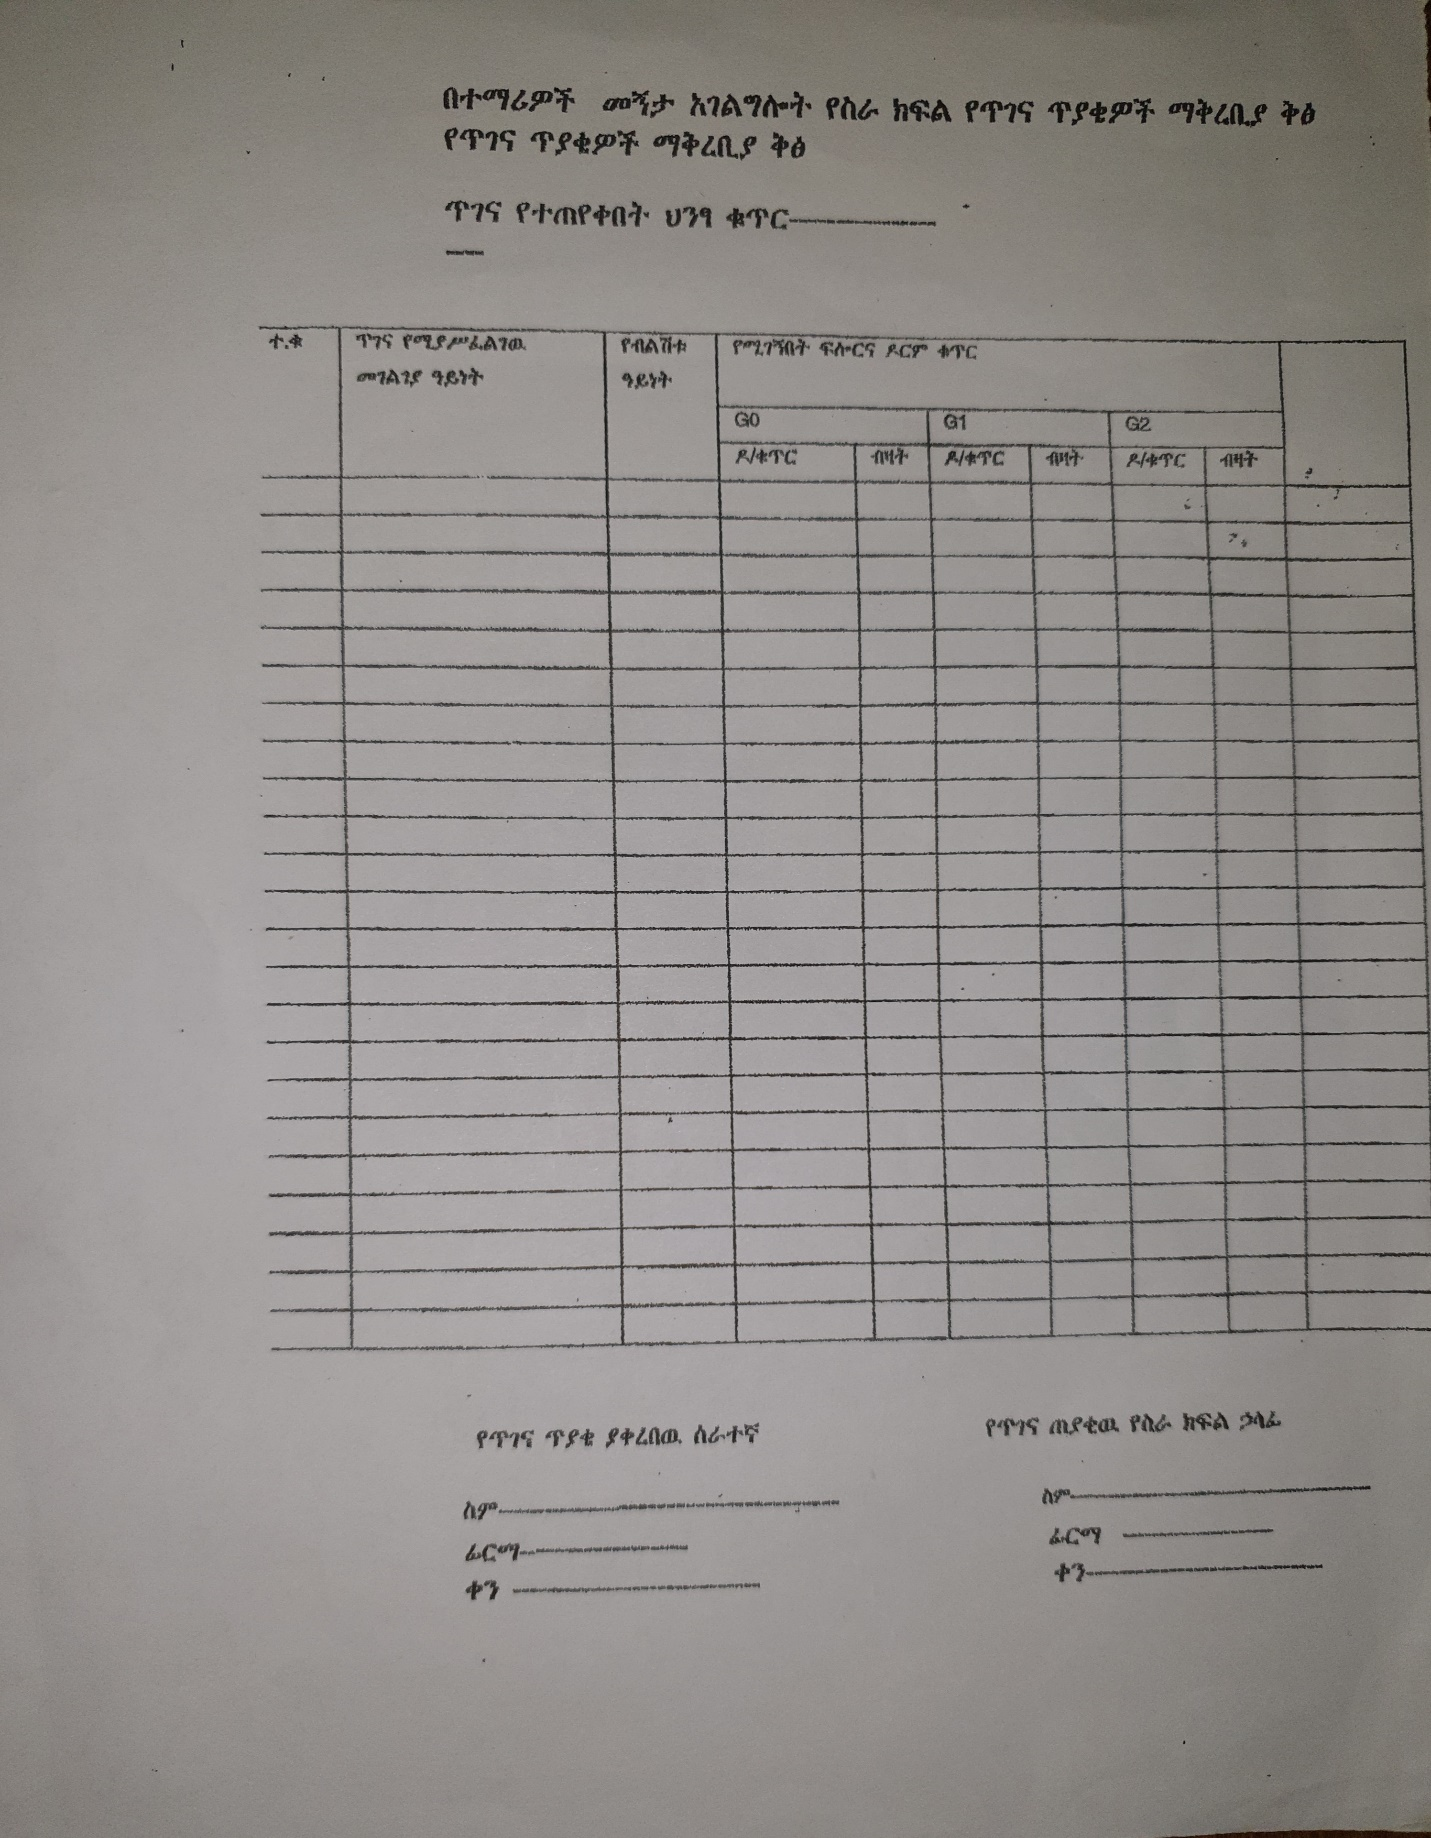 በተማሪዎች መኝታ አገልግሎት የስራ ክፍል የጥገና ጥያቄዎች ማቅረቢያ ቅፅ
የጥገና ጥያቄዎች ማቅረቢያ ቅፅ
ጥገና የተጠየቀበት ህንፃ ቁጥር---------------------
-----
ተ.ቁ ጥገና የሚያሥፈልገዉ የብልሽቱ የሚገኝበት ፍሎርና ዶርም ቁጥር
መገልገያ ዓይነት ዓይነት
G0 G1 G2
ዶ/ቁጥር ብዛት ዶ/ቁጥር ብዛት ዶ/ቁጥር ብዛት
የጥገና ጥያቄ ያቀረበዉ ሰራተኛ የጥገና ጠያቂዉ የስራ ክፍል ኃላፊ
ስም--------------------------------------- ስም-----------------------------------
ፊርማ-------------------- ፊርማ ------------------
ቀን ----------------------------- ቀን----------------------------